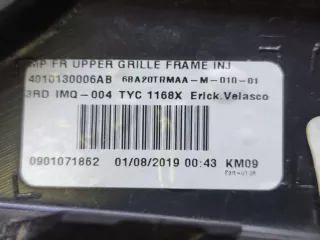 MP FR UPPER GRILLE FRAME INJ
4010130006AB 68A20TRMAA-M-010-01
3RD IMQ-004 TYC 1168X Erick.Velasco
0901071862 01/08/2019 00:43 KM09